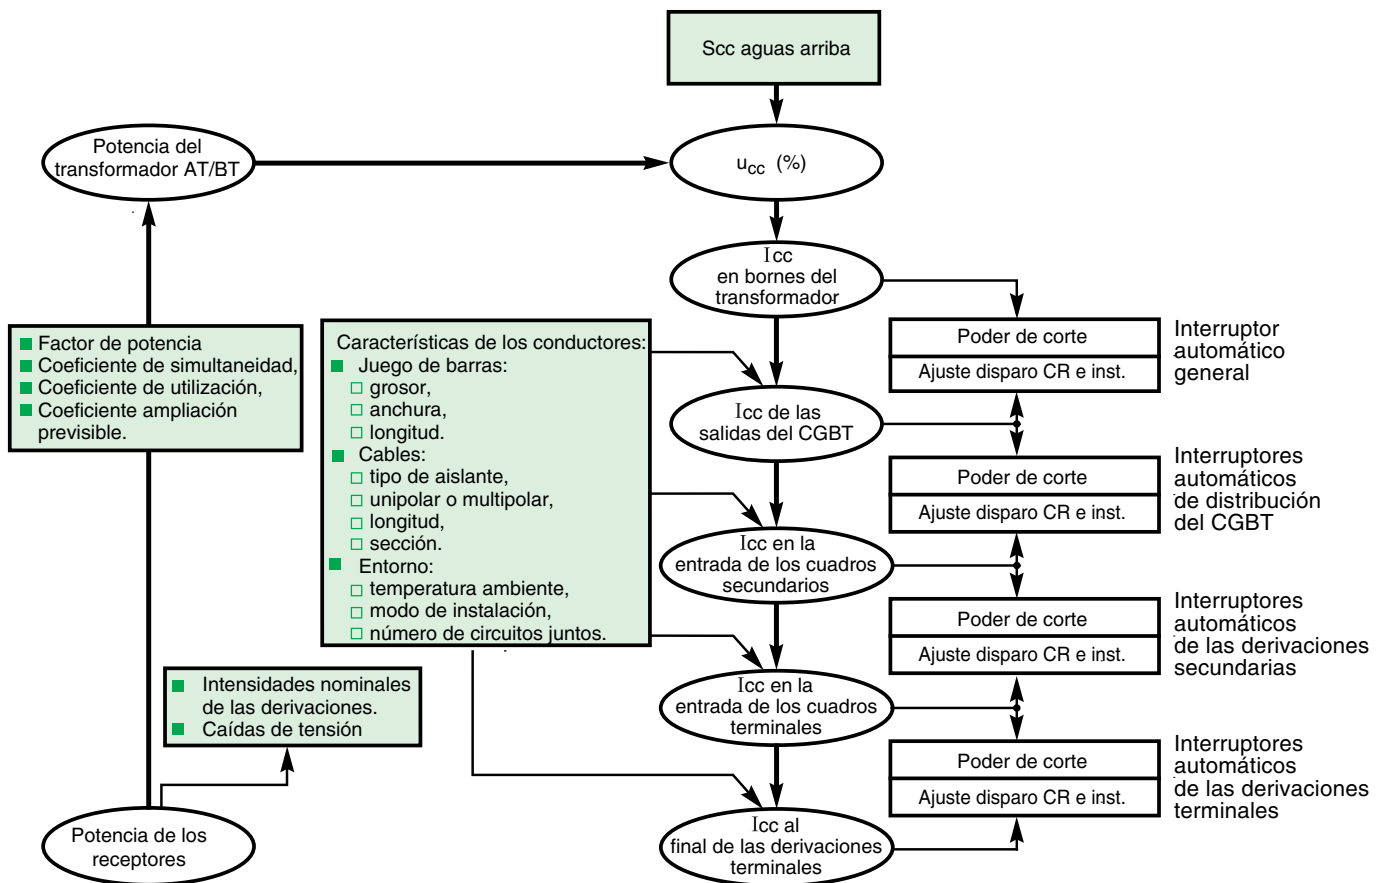 Scc aguas arriba
Potencia del
transformador AT/BT
ucc (%)
Icc
en bornes del
transformador
Factor de potencia
Coeficiente de simultaneidad,
Coeficiente de utilización,
Coeficiente ampliación
previsible.
Características de los conductores:
Juego de barras:
grosor,
anchura,
longitud.
Cables:
tipo de aislante,
unipolar o multipolar,
longitud,
sección.
Entorno:
temperatura ambiente,
modo de instalación,
número de circuitos juntos.
Poder de corte
Ajuste disparo CR e inst.
Interruptor
automático
general
Icc de las
salidas del CGBT
Poder de corte
Ajuste disparo CR e inst.
Interruptores
automáticos
de distribución
del CGBT
Icc en la
entrada de los cuadros
secundarios
Poder de corte
Ajuste disparo CR e inst.
Interruptores
automáticos
de las derivaciones
secundarias
Icc en la
entrada de los cuadros
terminales
Intensidades nominales
de las derivaciones.
Caídas de tensión
Poder de corte
Ajuste disparo CR e inst.
Interruptores
automáticos
de las derivaciones
terminales
Potencia de los
receptores
Icc al
final de las derivaciones
terminales